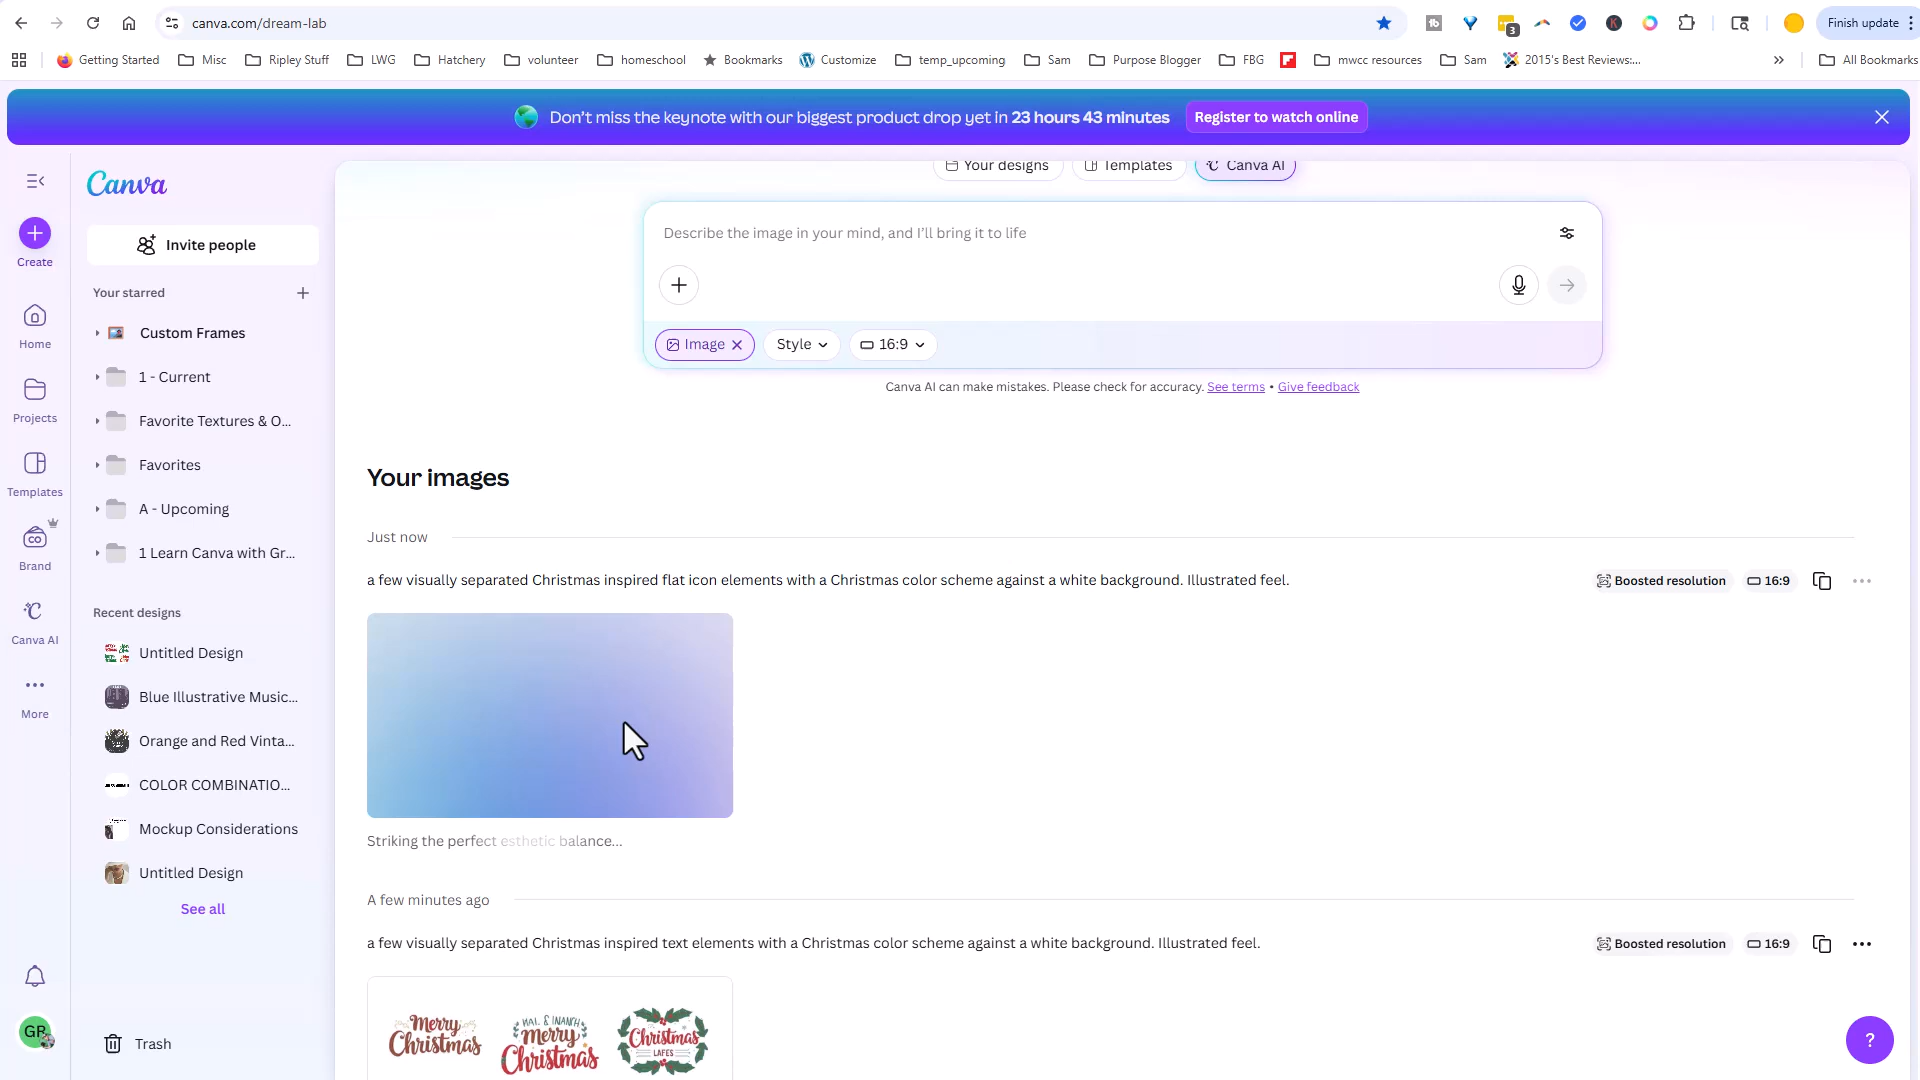 canva.com/dream-lab
3
Finish update
Getting Started
Misc
Ripley Stuff
LWG
Hatchery
volunteer
homeschool
Bookmarks
Customize
temp_upcoming
Sam
Purpose Blogger
FBG
mwcc resources
Sam
2015's Best Reviews:...
All Bookmarks
Don't miss the keynote with our biggest product drop yet in 23 hours 43 minutes
Register to watch online
Canva
Invite people
Your starred
Custom Frames
1 - Current
Favorite Textures & O...
Favorites
A - Upcoming
1 Learn Canva with Gr...
Recent designs
Untitled Design
Blue Illustrative Music...
Orange and Red Vinta...
COLOR COMBINATIO...
Mockup Considerations
Untitled Design
See all
Trash
Create
Home
Projects
Templates
Brand
Canva AI
More
GR
Your designs
Templates
Canva AI
Describe the image in your mind, and I'll bring it to life
Image
Style
16:9
Canva AI can make mistakes. Please check for accuracy. See terms • Give feedback
Your images
Just now
a few visually separated Christmas inspired flat icon elements with a Christmas color scheme against a white background. Illustrated feel.
Boosted resolution
16:9
Striking the perfect esthetic balance...
A few minutes ago
a few visually separated Christmas inspired text elements with a Christmas color scheme against a white background. Illustrated feel.
Boosted resolution
16:9
Merry
Christmas
merry
Christmas
Christmas
LAFES
?